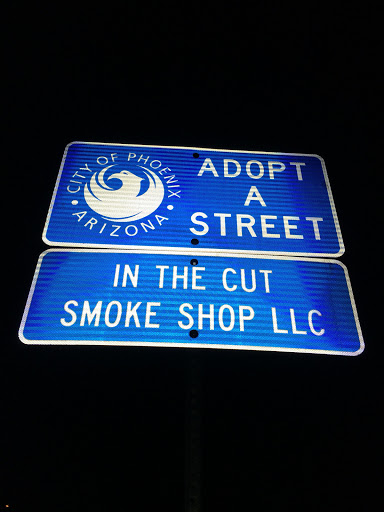 CITY OF PHOENIX
ARIZONA
ADOPT
A
STREET
IN THE CUT
SMOKE SHOP LLC